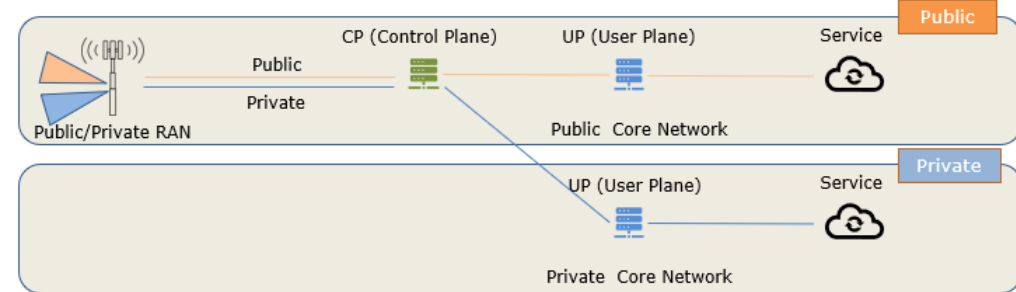 Public
CP (Control Plane)
UP (User Plane)
Service
Public
Private
Public/Private RAN
Public Core Network
Private
UP (User Plane)
Service
Private Core Network